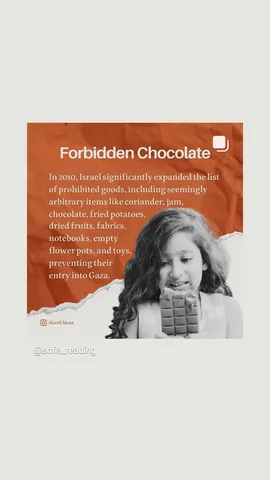 Forbidden Chocolate
In 2010, Israel significantly expanded the list
of prohibited goods, including seemingly
arbitrary items like coriander, jam,
chocolate, fried potatoes,
dried fruits, fabrics,
notebooks, empty
flower pots, and toys,
preventing their
entry into Gaza.
Sharif Musa
@sofia_reading